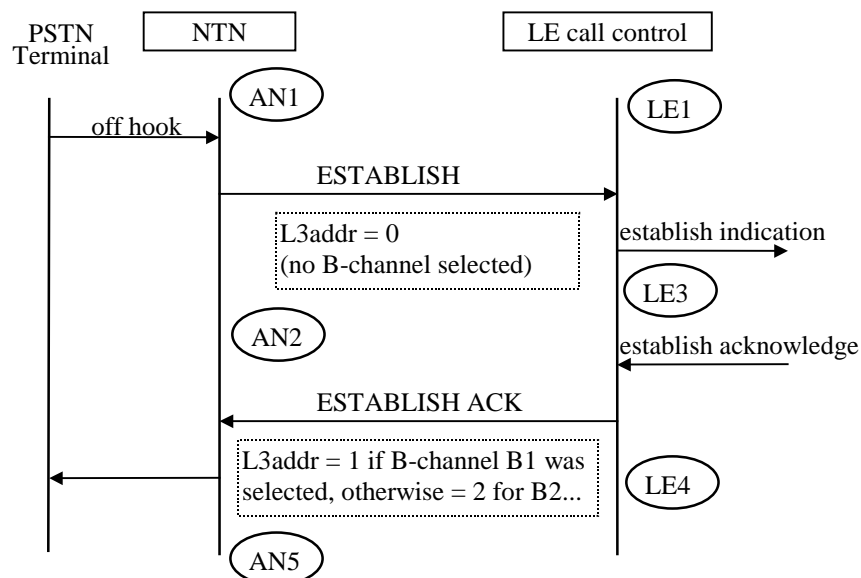 PSTN
Terminal
NTN
LE call control
AN1
LE1
off hook
ESTABLISH
L3addr = 0
(no B-channel selected)
establish indication
LE3
AN2
establish acknowledge
ESTABLISH ACK
L3addr = 1 if B-channel B1 was
selected, otherwise = 2 for B2...
LE4
AN5